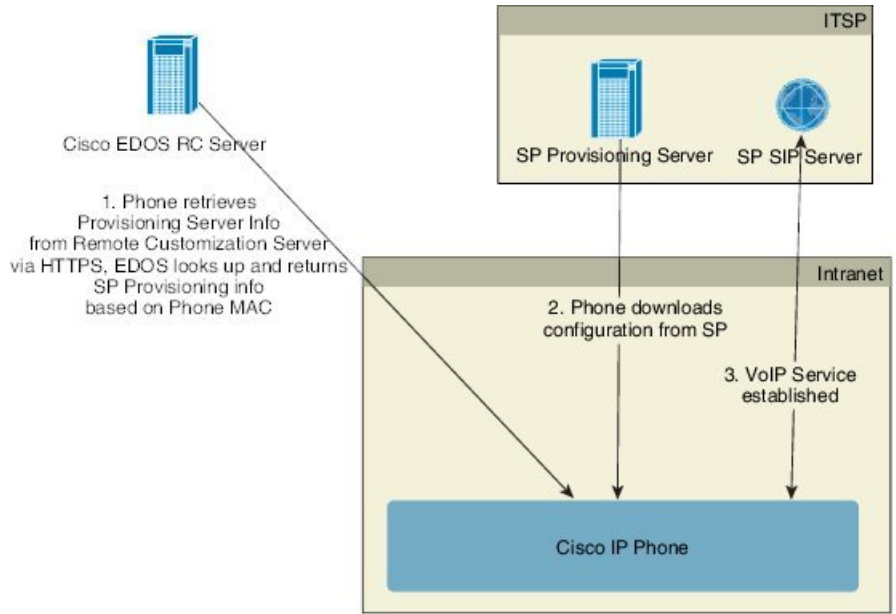 ITSP
Cisco EDOS RC Server
SP Provisioning Server
SP SIP Server
1. Phone retrieves
Provisioning Server Info
from Remote Customization Server
via HTTPS, EDOS looks up and returns
SP Provisioning info
based on Phone MAC
Intranet
2. Phone downloads
configuration from SP
3. VoIP Service
established
Cisco IP Phone